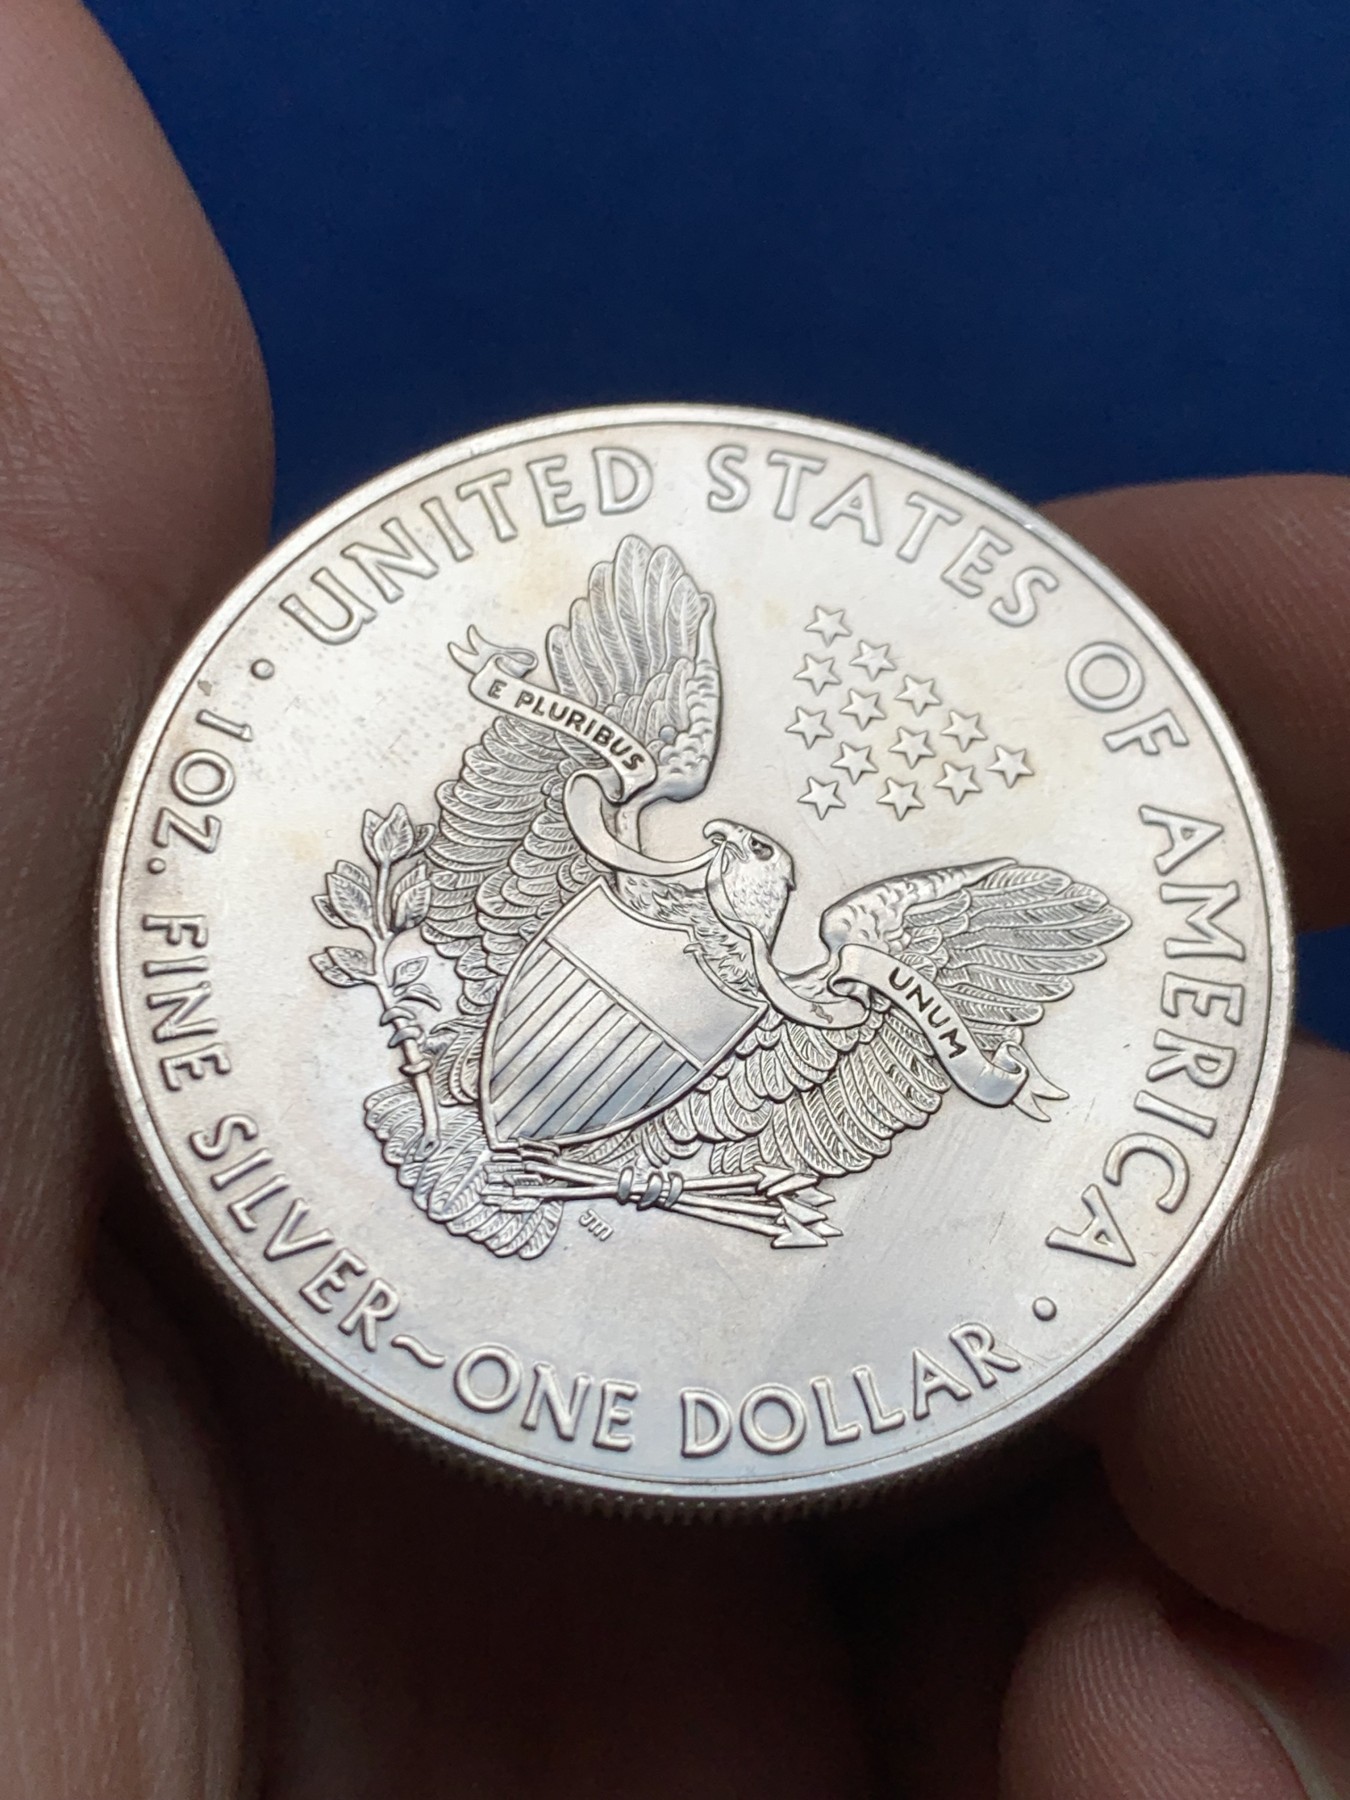 UNITED STATES OF AMERICA
• 1 OZ. FINE SILVER~ONE DOLLAR •
E PLURIBUS
UNUM
JM